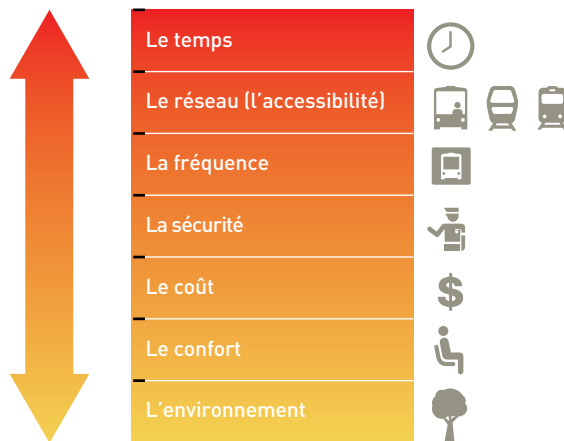 Le temps
Le réseau (l'accessibilité)
La fréquence
La sécurité
Le coût
$
Le confort
L'environnement